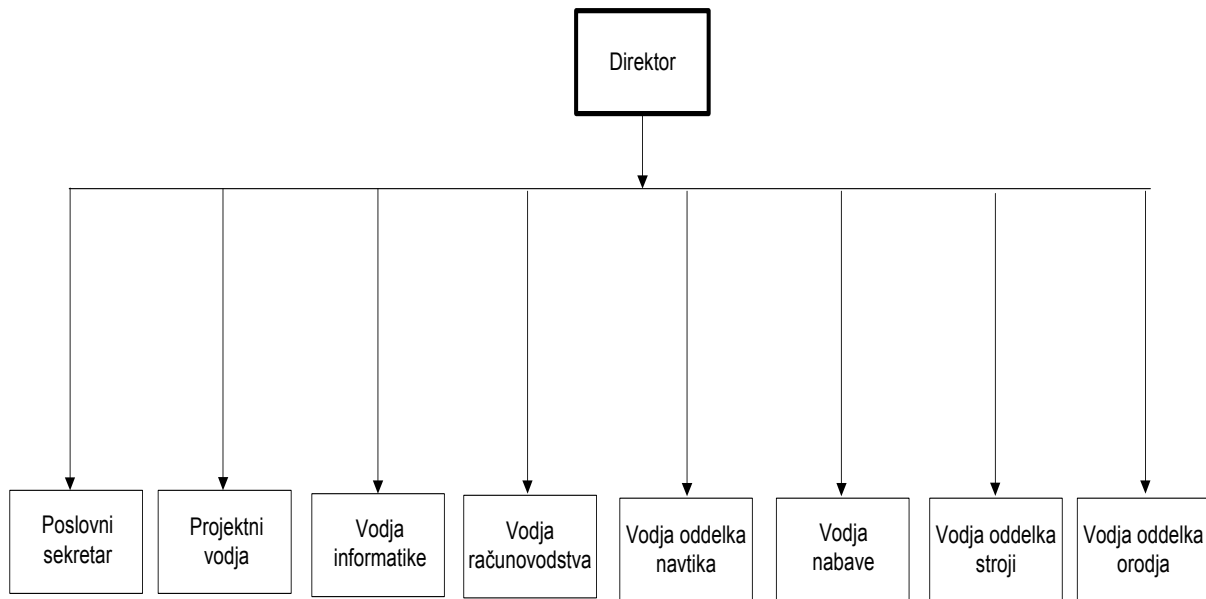 Direktor
Poslovni
sekretar
Projektni
vodja
Vodja
informatike
Vodja
računovodstva
Vodja oddelka
navtika
Vodja
nabave
Vodja oddelka
stroji
Vodja oddelka
orodja